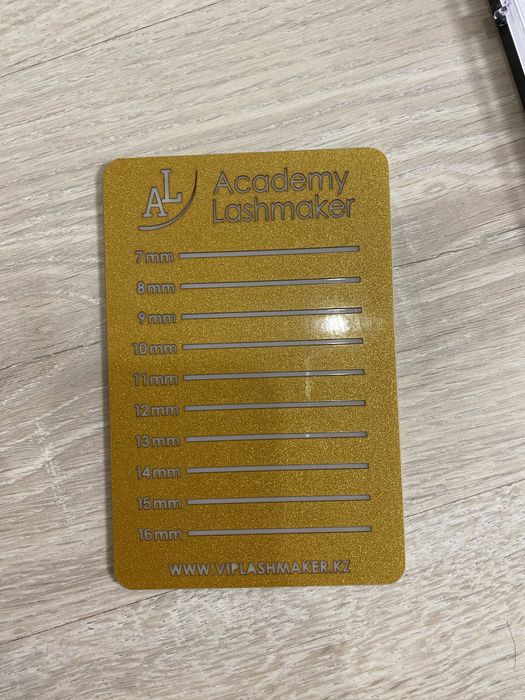 AL
Academy
Lashmaker
7mm
8mm
9mm
10mm
11mm
12mm
13mm
14mm
15mm
16mm
WWW.VIPLASHMAKER.KZ